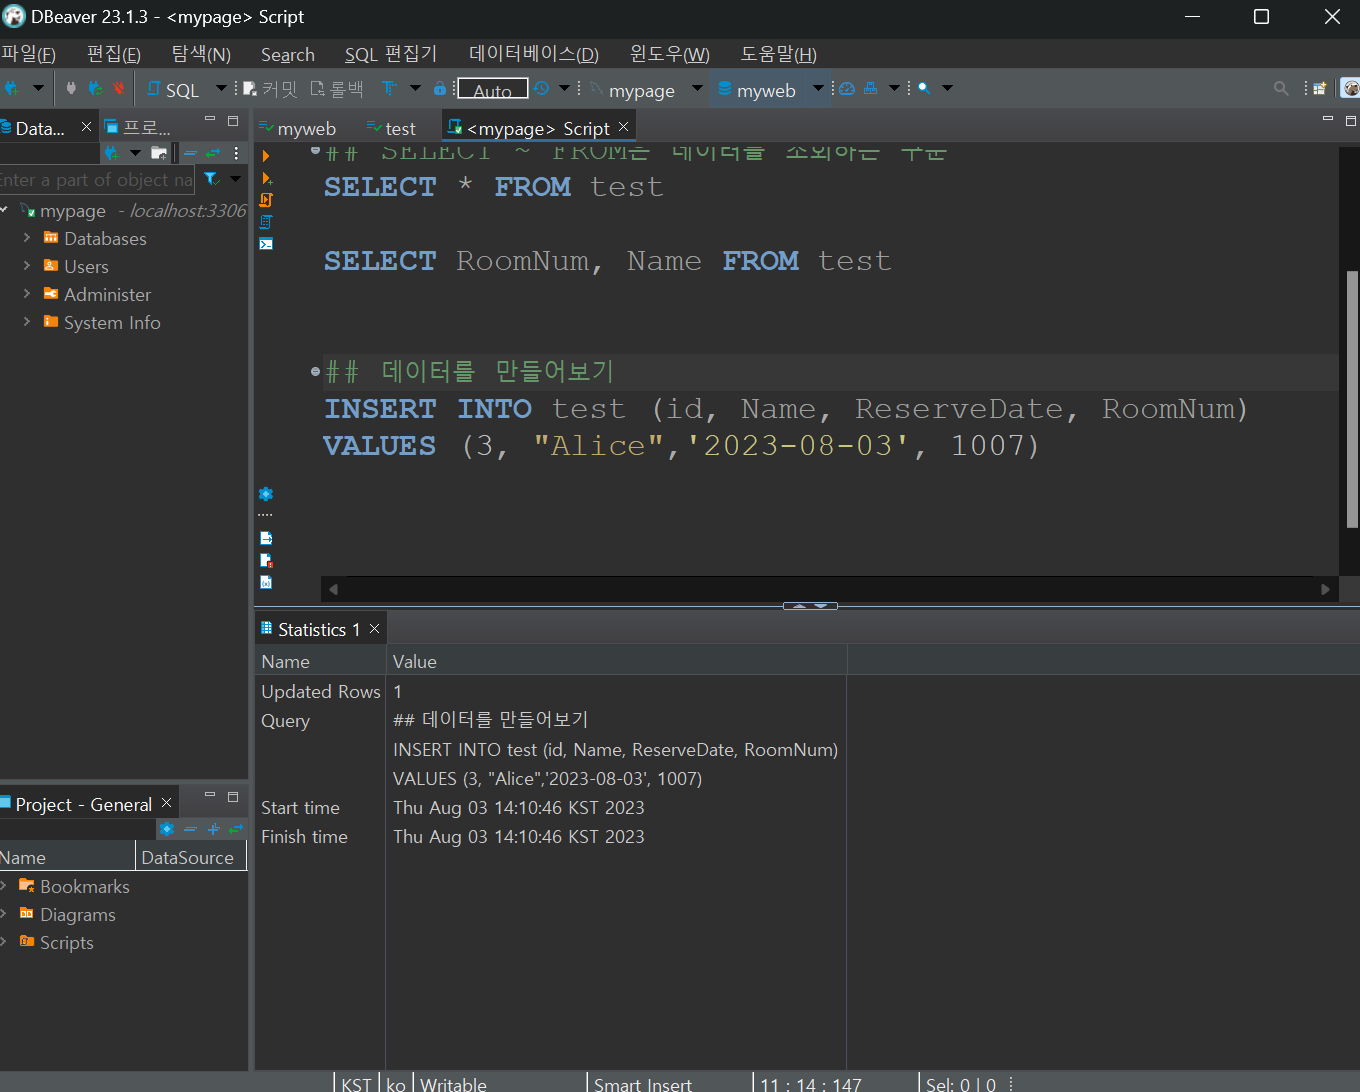 DBeaver 23.1.3 - <mypage> Script
파일(F) 편집(E) 탐색(N) Search SQL 편집기 데이터베이스(D) 윈도우(W) 도움말(H)
SQL 커밋 롤백 Auto mypage myweb
Data... 프로...
myweb test <mypage> Script
Enter a part of object na
mypage - localhost:3306
Databases
Users
Administer
System Info
## SELECT ~ FROM은 데이터를 조회하는 구문
SELECT * FROM test
SELECT RoomNum, Name FROM test
## 데이터를 만들어보기
INSERT INTO test (id, Name, ReserveDate, RoomNum)
VALUES (3, "Alice",'2023-08-03', 1007)
Statistics 1
Name Value
Updated Rows 1
Query ## 데이터를 만들어보기
INSERT INTO test (id, Name, ReserveDate, RoomNum)
VALUES (3, "Alice",'2023-08-03', 1007)
Start time Thu Aug 03 14:10:46 KST 2023
Finish time Thu Aug 03 14:10:46 KST 2023
Project - General
Name DataSource
Bookmarks
Diagrams
Scripts
KST ko Writable Smart Insert 11 : 14 : 147 Sel: 0 | 0